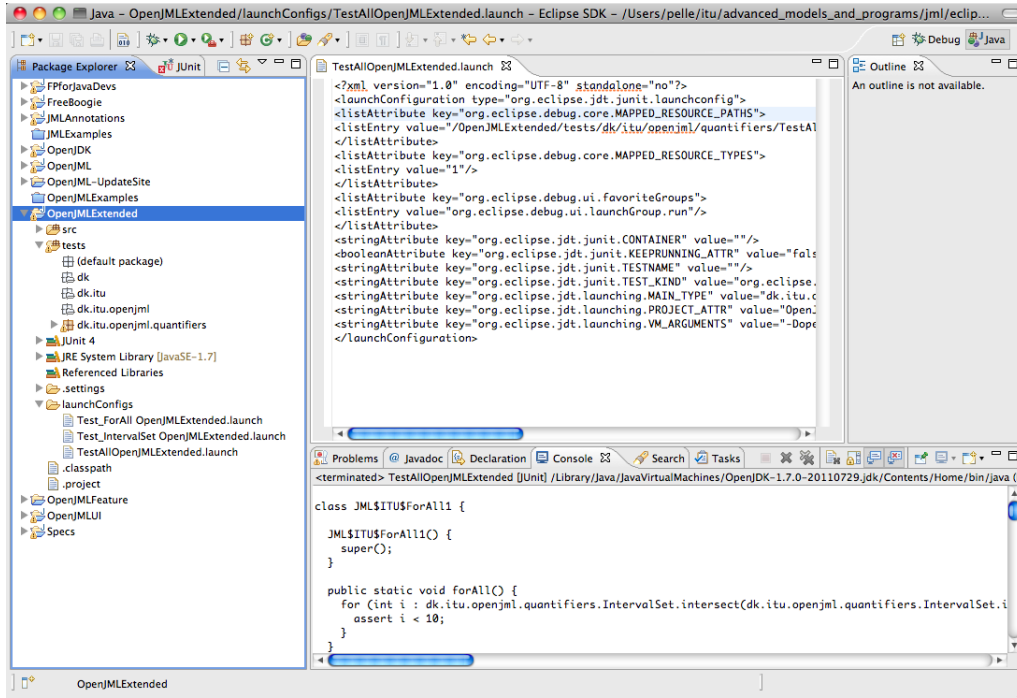 Java - OpenJMLExtended/launchConfigs/TestAllOpenJMLExtended.launch - Eclipse SDK - /Users/pelle/itu/advanced_models_and_programs/jml/eclip...
Debug Java
Package Explorer JUnit
FPforJavaDevs
FreeBoogie
JMLAnnotations
JMLExamples
OpenJDK
OpenJML
OpenJML-UpdateSite
OpenJMLExamples
OpenJMLExtended
src
tests
(default package)
dk
dk.itu
dk.itu.openjml
dk.itu.openjml.quantifiers
JUnit 4
JRE System Library [JavaSE-1.7]
Referenced Libraries
.settings
launchConfigs
Test_ForAll OpenJMLExtended.launch
Test_IntervalSet OpenJMLExtended.launch
TestAllOpenJMLExtended.launch
.classpath
.project
OpenJMLFeature
OpenJMLUI
Specs
TestAllOpenJMLExtended.launch
<?xml version="1.0" encoding="UTF-8" standalone="no"?>
<launchConfiguration type="org.eclipse.jdt.junit.launchconfig">
<listAttribute key="org.eclipse.debug.core.MAPPED_RESOURCE_PATHS">
<listEntry value="/OpenJMLExtended/tests/dk/itu/openjml/quantifiers/TestAl
</listAttribute>
<listAttribute key="org.eclipse.debug.core.MAPPED_RESOURCE_TYPES">
<listEntry value="1"/>
</listAttribute>
<listAttribute key="org.eclipse.debug.ui.favoriteGroups">
<listEntry value="org.eclipse.debug.ui.launchGroup.run"/>
</listAttribute>
<stringAttribute key="org.eclipse.jdt.junit.CONTAINER" value=""/>
<booleanAttribute key="org.eclipse.jdt.junit.KEEPRUNNING_ATTR" value="fals
<stringAttribute key="org.eclipse.jdt.junit.TESTNAME" value=""/>
<stringAttribute key="org.eclipse.jdt.junit.TEST_KIND" value="org.eclipse.
<stringAttribute key="org.eclipse.jdt.launching.MAIN_TYPE" value="dk.itu.o
<stringAttribute key="org.eclipse.jdt.launching.PROJECT_ATTR" value="OpenJ
<stringAttribute key="org.eclipse.jdt.launching.VM_ARGUMENTS" value="-Dope
</launchConfiguration>
Outline
An outline is not available.
Problems @ Javadoc Declaration Console Search Tasks
<terminated> TestAllOpenJMLExtended [JUnit] /Library/Java/JavaVirtualMachines/OpenJDK-1.7.0-20110729.jdk/Contents/Home/bin/java (
class JML$ITU$ForAll1 {
JML$ITU$ForAll1() {
super();
}
public static void forAll() {
for (int i : dk.itu.openjml.quantifiers.IntervalSet.intersect(dk.itu.openjml.quantifiers.IntervalSet.i
assert i < 10;
}
}
OpenJMLExtended